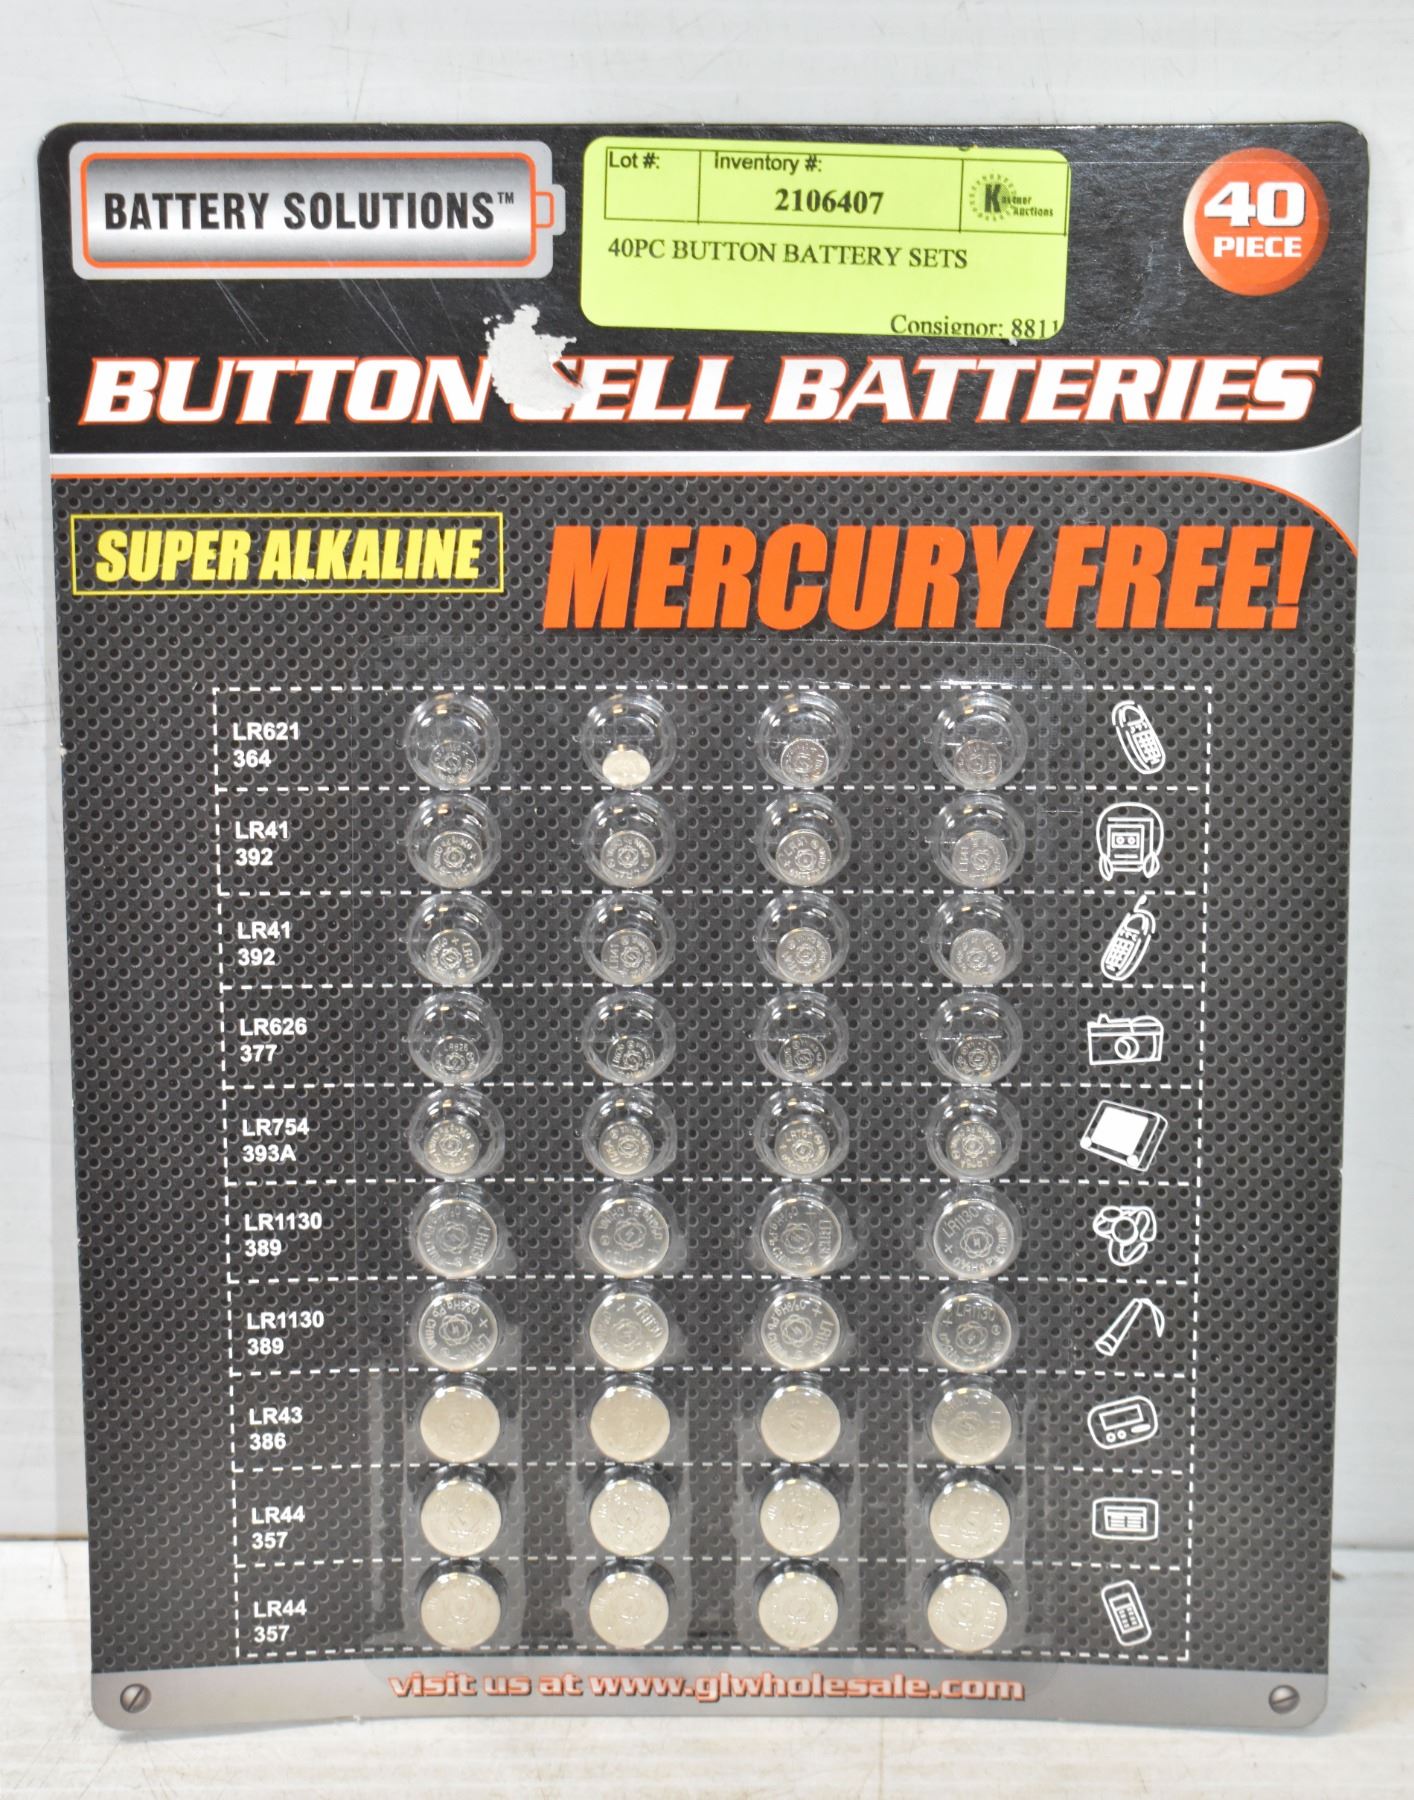 BATTERY SOLUTIONS™
Lot #:
Inventory #:
2106407
Kastner
Auctions
40PC BUTTON BATTERY SETS
Consignor: 8811
40
PIECE
BUTTON CELL BATTERIES
SUPER ALKALINE
MERCURY FREE!
LR621
364
LR41
392
LR41
392
LR626
377
LR754
393A
LR1130
389
LR1130
389
LR43
386
LR44
357
LR44
357
visit us at www.glwholesale.com